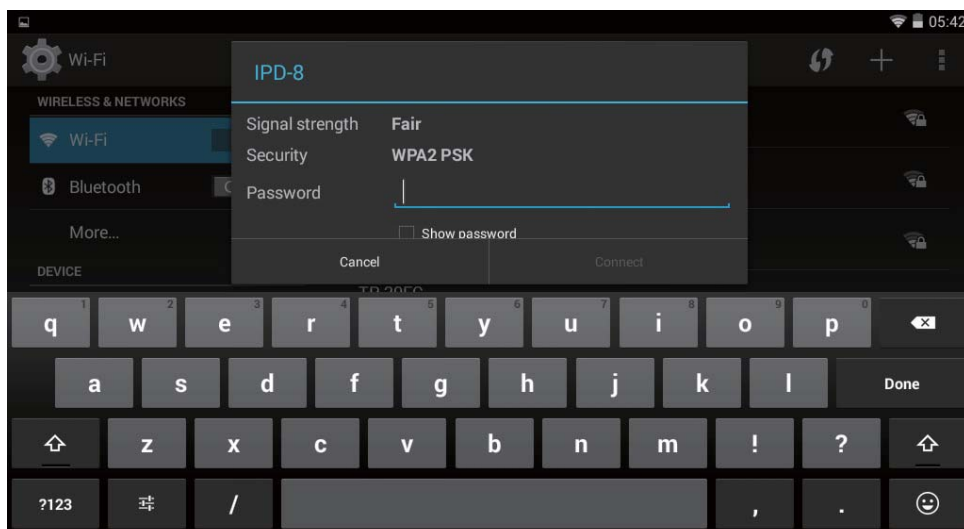 05:42
Wi-Fi
IPD-8
WIRELESS & NETWORKS
Signal strength Fair
Wi-Fi
Security WPA2 PSK
Bluetooth
Password
More...
Show password
Cancel Connect
DEVICE
q 1 w 2 e 3 r 4 t 5 y 6 u 7 i 8 o 9 p 0
a s d f g h j k l Done
z x c v b n m ! ?
?123 / , .